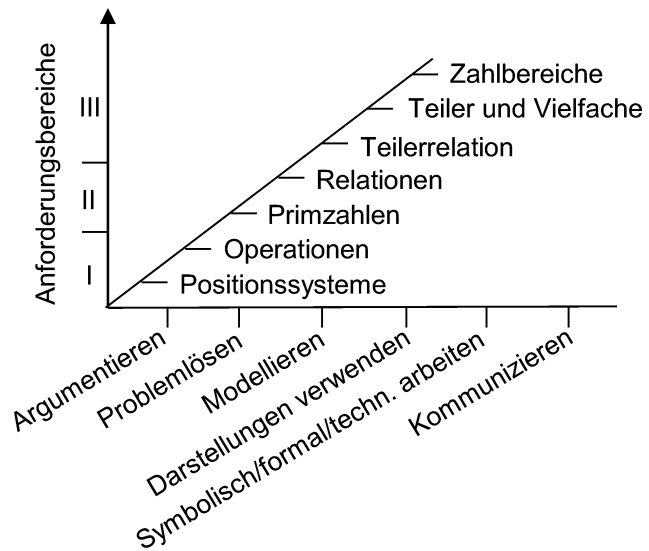 Anforderungsbereiche
III
II
I
Zahlbereiche
Teiler und Vielfache
Teilerrelation
Relationen
Primzahlen
Operationen
Positionssysteme
Argumentieren
Problemlösen
Modellieren
Darstellungen verwenden
Symbolisch/formal/techn. arbeiten
Kommunizieren